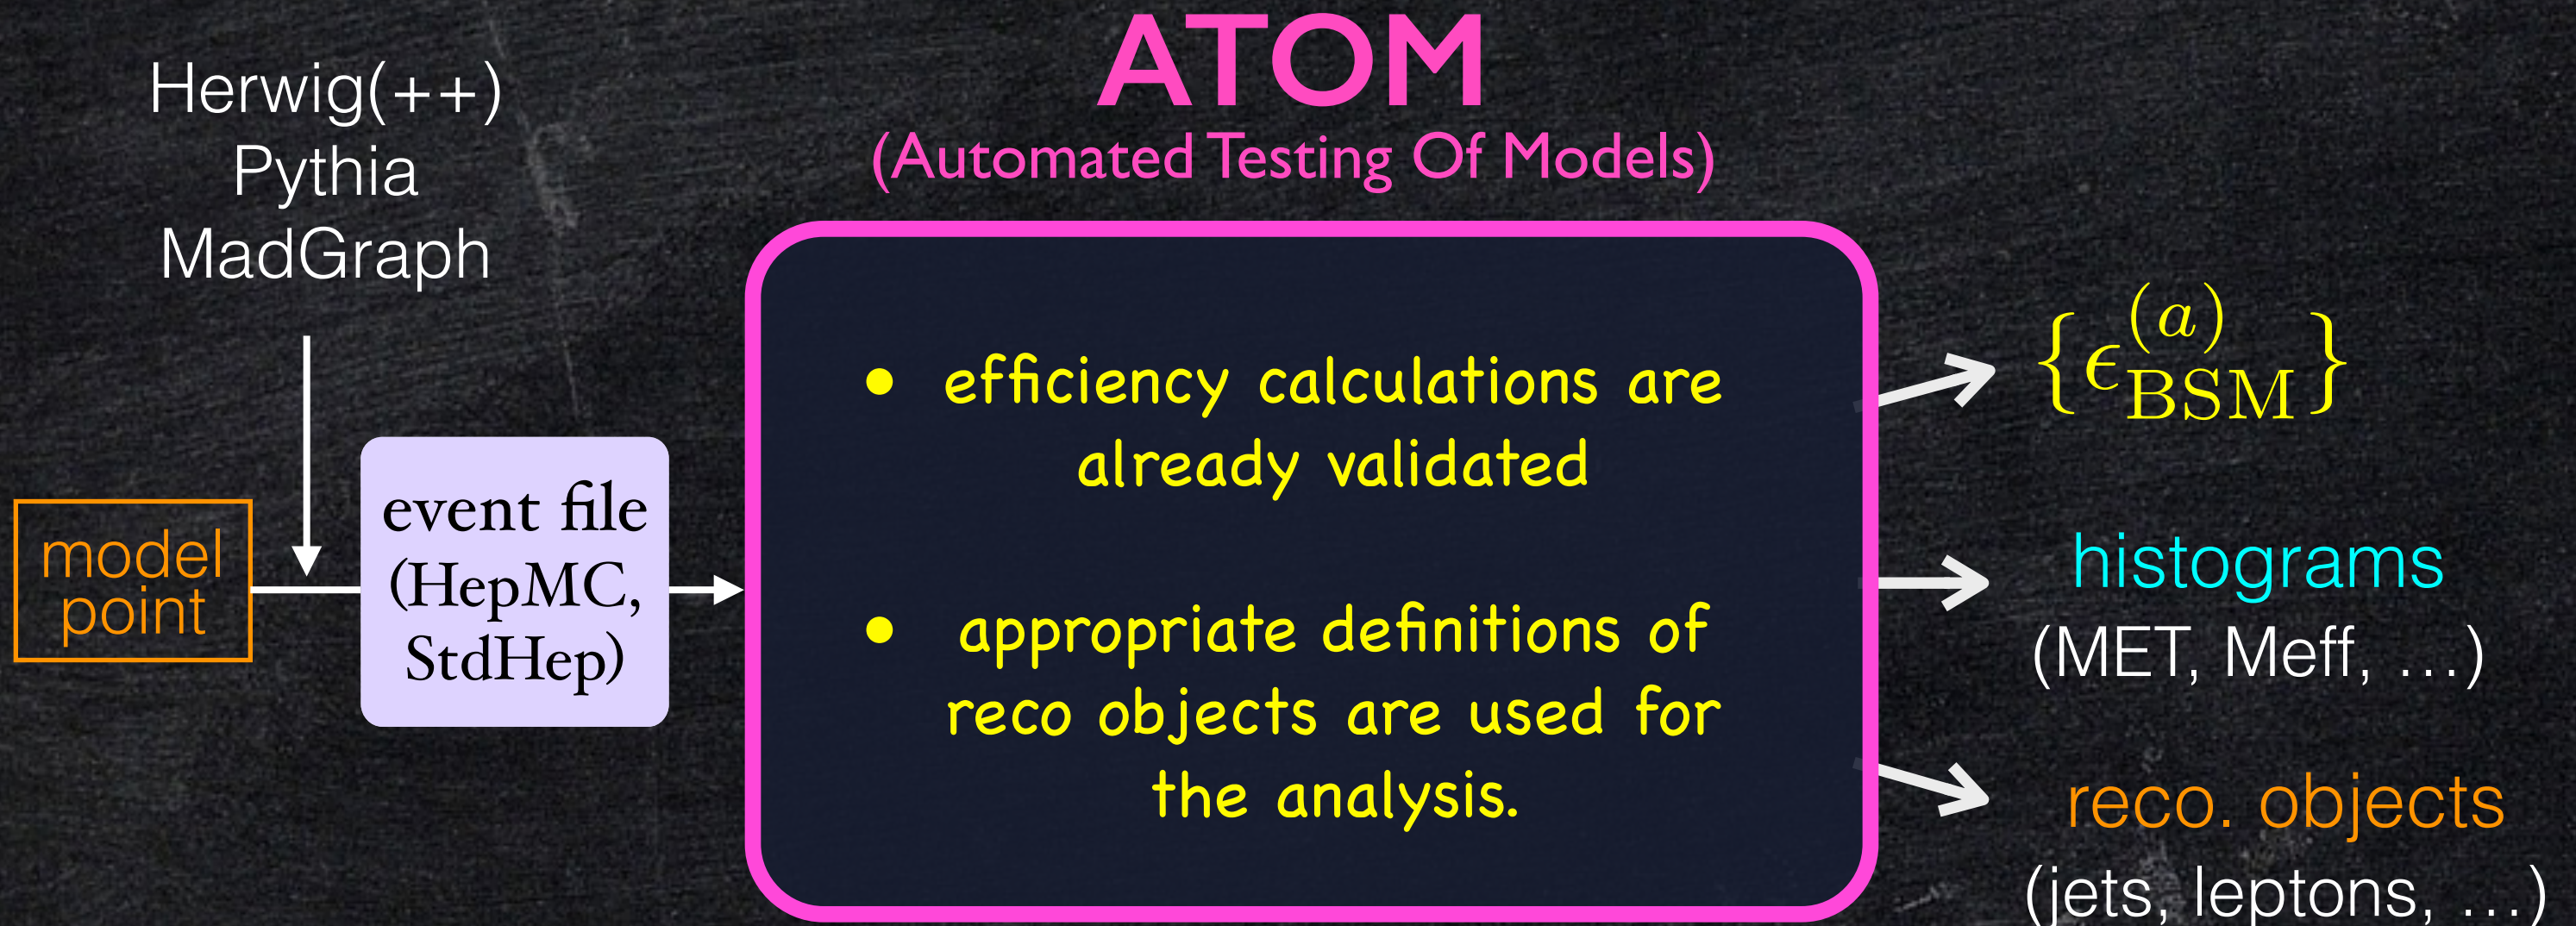 ATOM
(Automated Testing Of Models)
Herwig(++)
Pythia
MadGraph
model
point
event file
(HepMC,
StdHep)
• efficiency calculations are
already validated
• appropriate definitions of
reco objects are used for
the analysis.
{ϵ_BSM^(a)}
histograms
(MET, Meff, …)
reco. objects
(jets, leptons, …)